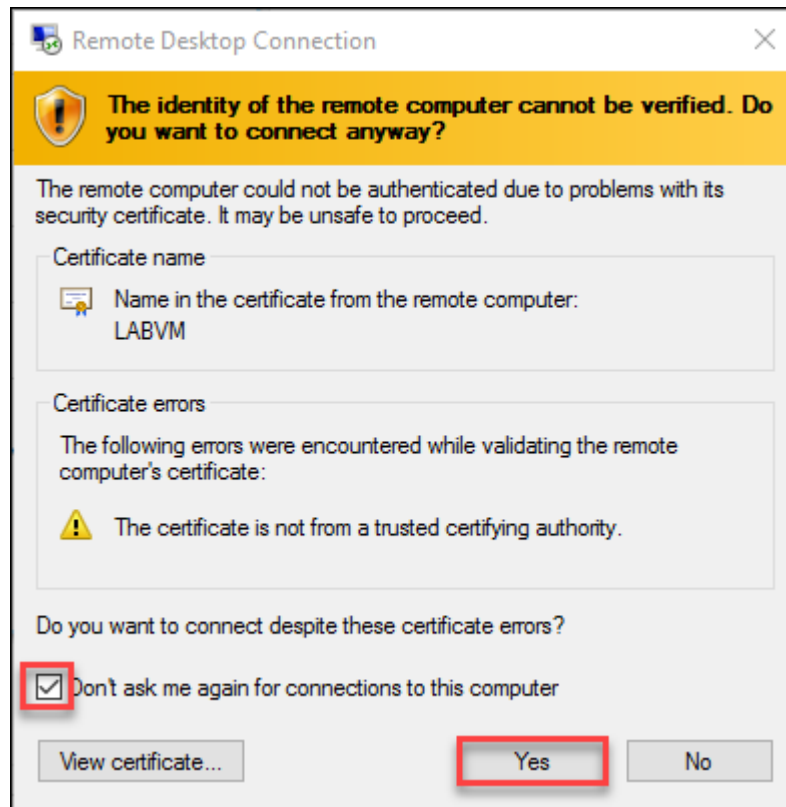 Remote Desktop Connection
The identity of the remote computer cannot be verified. Do
you want to connect anyway?
The remote computer could not be authenticated due to problems with its
security certificate. It may be unsafe to proceed.
Certificate name
Name in the certificate from the remote computer:
LABVM
Certificate errors
The following errors were encountered while validating the remote
computer's certificate:
The certificate is not from a trusted certifying authority.
Do you want to connect despite these certificate errors?
Don't ask me again for connections to this computer
View certificate...
Yes
No